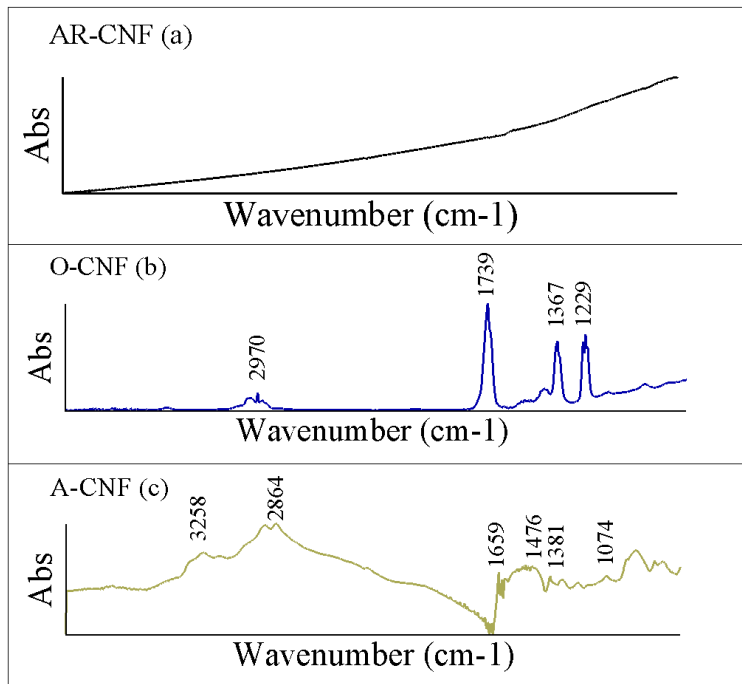 AR-CNF (a)
Abs
Wavenumber (cm-1)
O-CNF (b)
2970
1739
1367
1229
Abs
Wavenumber (cm-1)
A-CNF (c)
3258
2864
1659
1476
1381
1074
Abs
Wavenumber (cm-1)